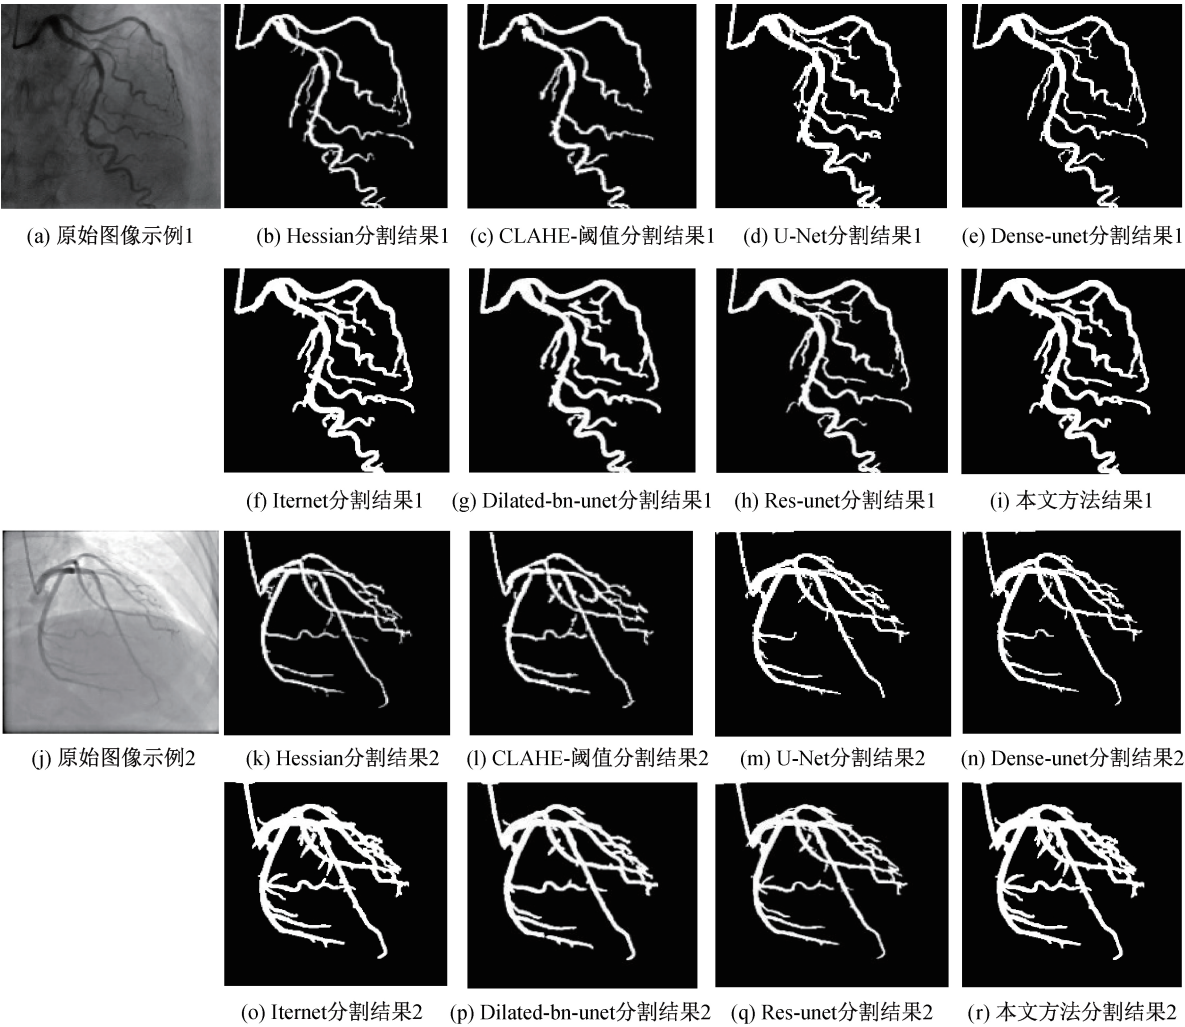 (a) 原始图像示例1
(b) Hessian分割结果1
(c) CLAHE-阈值分割结果1
(d) U-Net分割结果1
(e) Dense-unet分割结果1
(f) Iternet分割结果1
(g) Dilated-bn-unet分割结果1
(h) Res-unet分割结果1
(i) 本文方法结果1
(j) 原始图像示例2
(k) Hessian分割结果2
(l) CLAHE-阈值分割结果2
(m) U-Net分割结果2
(n) Dense-unet分割结果2
(o) Iternet分割结果2
(p) Dilated-bn-unet分割结果2
(q) Res-unet分割结果2
(r) 本文方法分割结果2